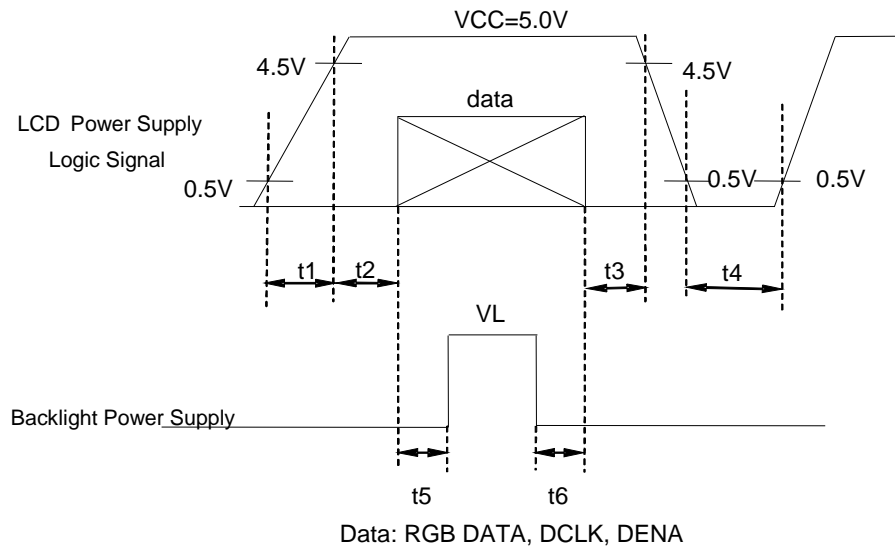 VCC=5.0V
4.5V
4.5V
data
LCD Power Supply
Logic Signal
0.5V
0.5V
0.5V
t1
t2
t3
t4
VL
Backlight Power Supply
t5
t6
Data: RGB DATA, DCLK, DENA